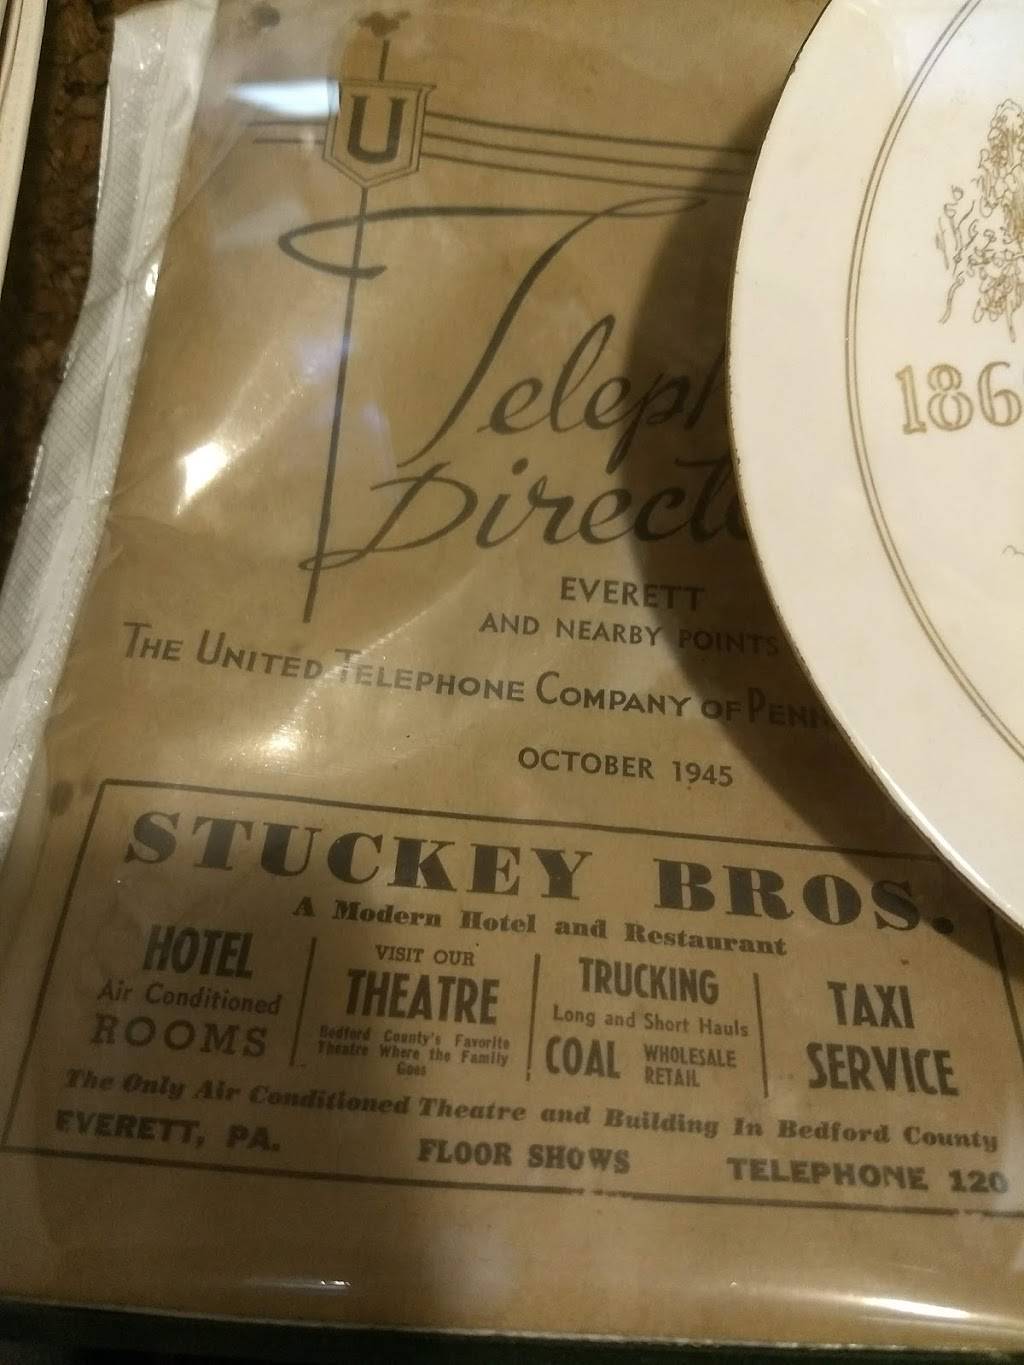 U
Teleph
Directo
EVERETT
AND NEARBY POINTS
THE UNITED TELEPHONE COMPANY OF PENN
OCTOBER 1945
186
STUCKEY BROS.
A Modern Hotel and Restaurant
HOTEL
Air Conditioned
ROOMS
VISIT OUR
THEATRE
Bedford County's Favorite
Theatre Where the Family
Goes
TRUCKING
Long and Short Hauls
COAL WHOLESALE
RETAIL
TAXI
SERVICE
The Only Air Conditioned Theatre and Building In Bedford County
EVERETT, PA. FLOOR SHOWS TELEPHONE 120